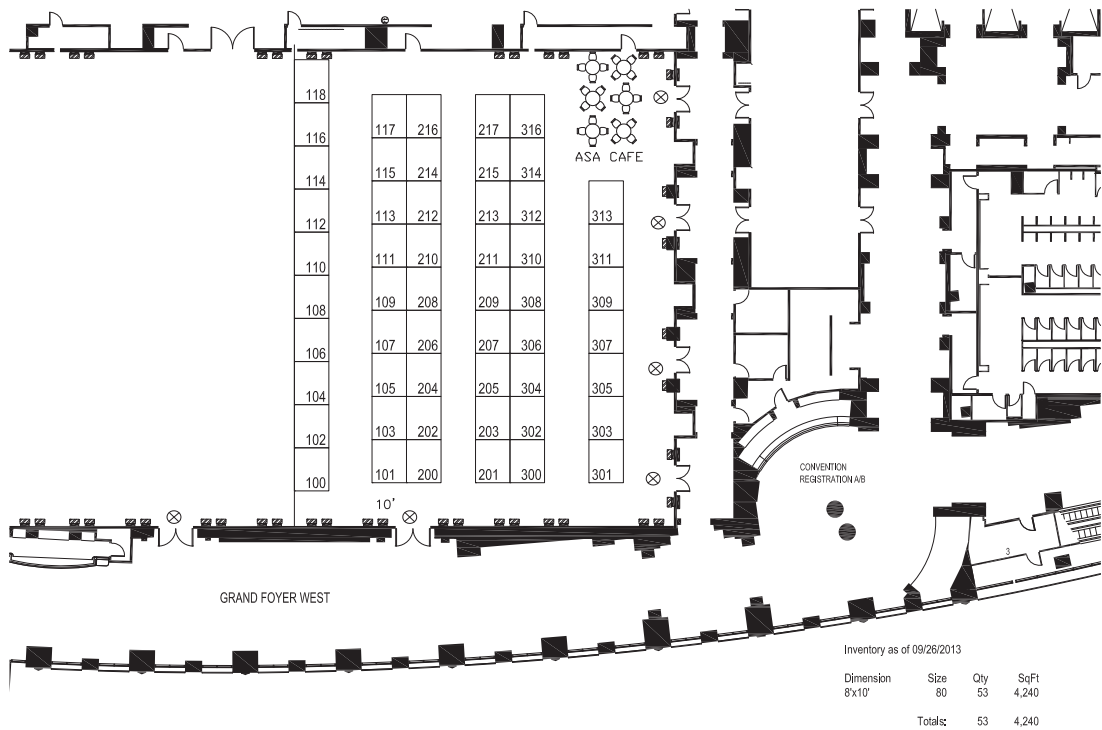 118
117 216 217 316
116
ASA CAFE
115 214 215 314
114
113 212 213 312 313
112
111 210 211 310 311
110
109 208 209 308 309
108
107 206 207 306 307
106
105 204 205 304 305
104
103 202 203 302 303
102
101 200 201 300 301
100
CONVENTION
REGISTRATION A/B
10'
3
GRAND FOYER WEST
Inventory as of 09/26/2013
Dimension Size Qty SqFt
8'x10' 80 53 4,240
Totals: 53 4,240